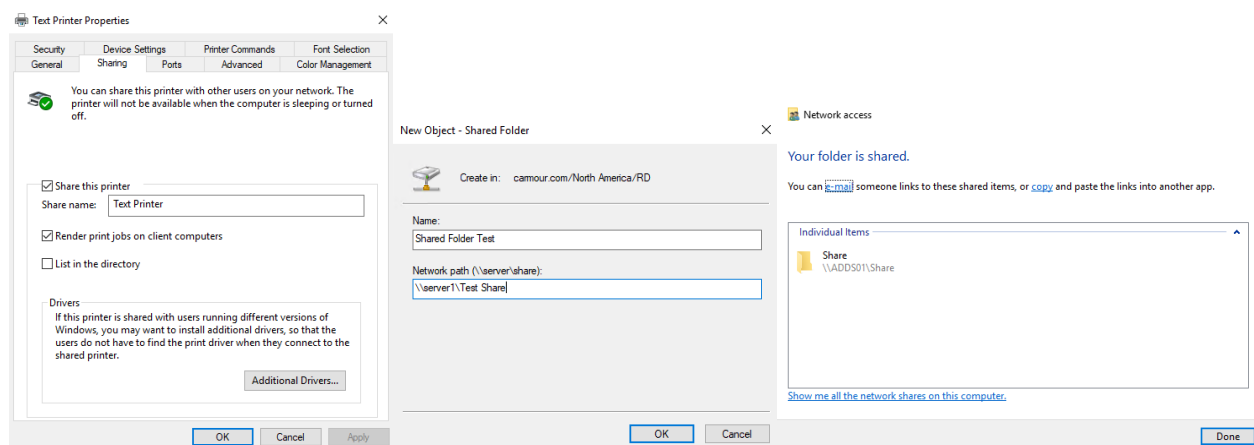 Text Printer Properties
Security Device Settings Printer Commands Font Selection
General Sharing Ports Advanced Color Management
You can share this printer with other users on your network. The
printer will not be available when the computer is sleeping or turned
off.
Share this printer
Share name: Text Printer
Render print jobs on client computers
List in the directory
Drivers
If this printer is shared with users running different versions of
Windows, you may want to install additional drivers, so that the
users do not have to find the print driver when they connect to the
shared printer.
Additional Drivers...
OK Cancel Apply
New Object - Shared Folder
Create in: carmour.com/North America/RD
Name:
Shared Folder Test
Network path (\\server\share):
\\server1\Test Share
OK Cancel
Network access
Your folder is shared.
You can e-mail someone links to these shared items, or copy and paste the links into another app.
Individual Items
Share
\\ADDS01\Share
Show me all the network shares on this computer.
Done